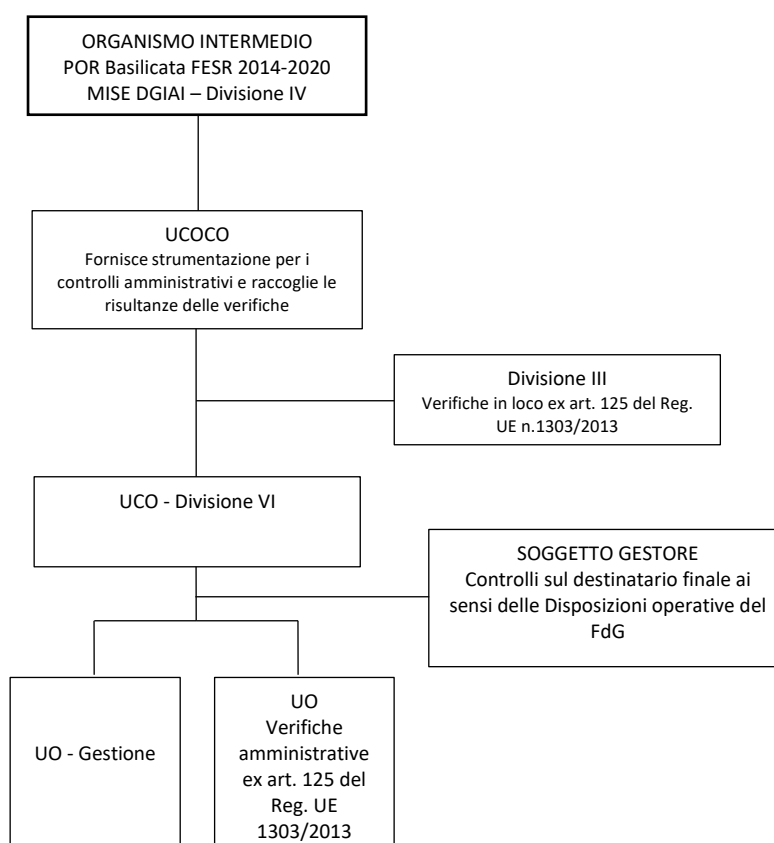 ORGANISMO INTERMEDIO
POR Basilicata FESR 2014-2020
MISE DGIAI – Divisione IV
UCOCO
Fornisce strumentazione per i
controlli amministrativi e raccoglie le
risultanze delle verifiche
Divisione III
Verifiche in loco ex art. 125 del Reg.
UE n.1303/2013
UCO - Divisione VI
SOGGETTO GESTORE
Controlli sul destinatario finale ai
sensi delle Disposizioni operative del
FdG
UO - Gestione
UO
Verifiche
amministrative
ex art. 125 del
Reg. UE
1303/2013